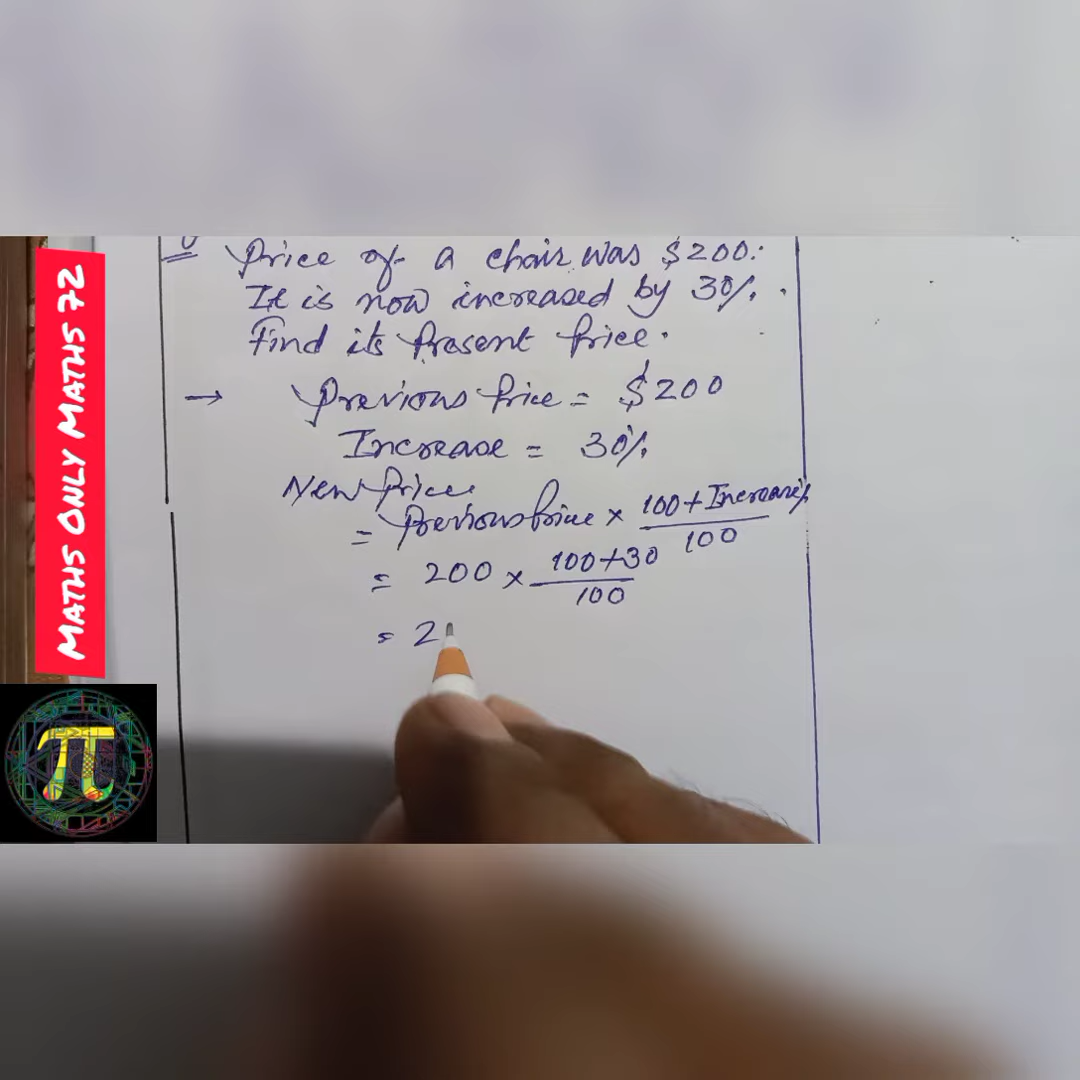 MATHS ONLY MATHS 72
Price of a chair was $200.
It is now increased by 30%.
Find its Present Price.
→ Previous Price = $200
Increase = 30%
New Price
= Previous Price × 100 + Increase% / 100
= 200 × 100+30 / 100
= 2
π